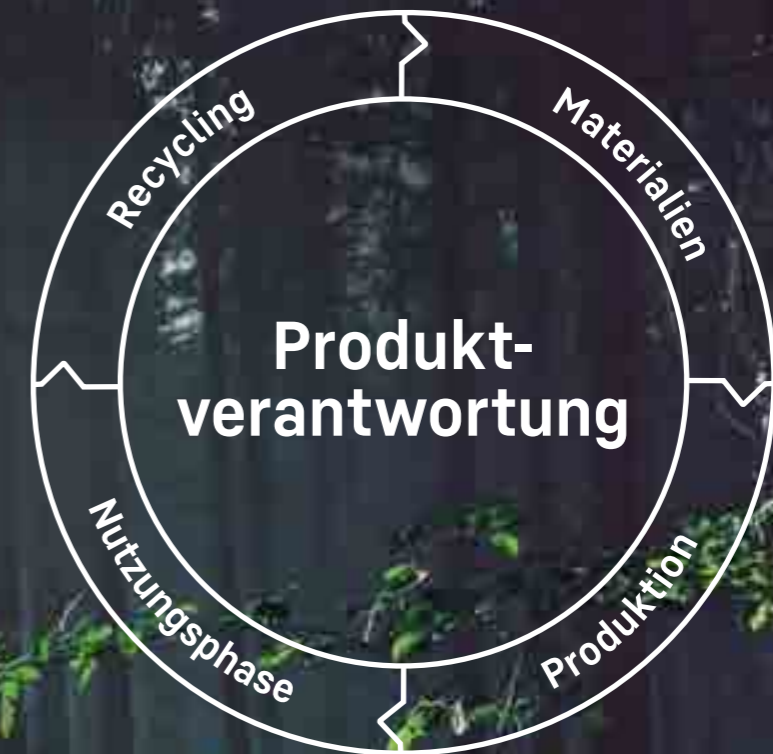 Recycling
Materialien
Produkt-
verantwortung
Nutzungsphase
Produktion